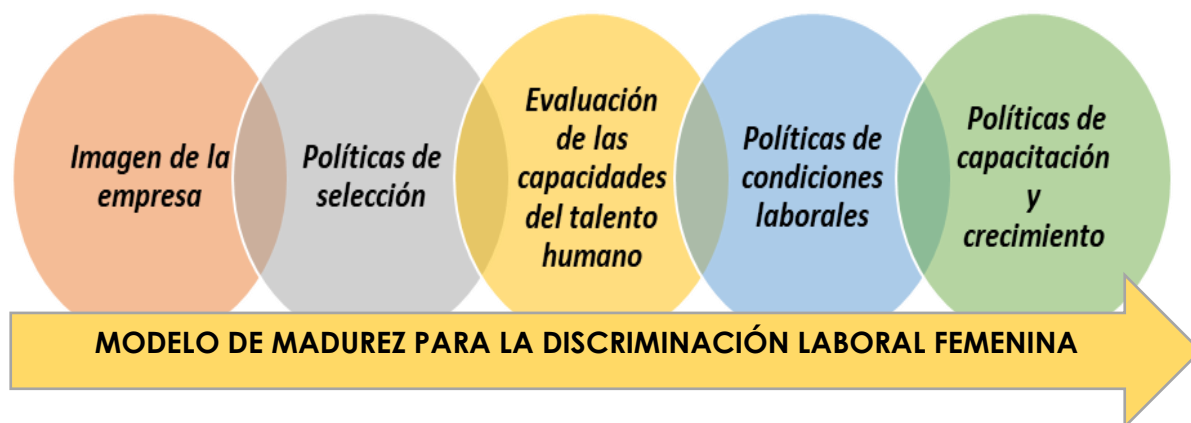 Imagen de la
empresa
Políticas de
selección
Evaluación
de las
capacidades
del talento
humano
Políticas de
condiciones
laborales
Políticas de
capacitación
y
crecimiento
MODELO DE MADUREZ PARA LA DISCRIMINACIÓN LABORAL FEMENINA